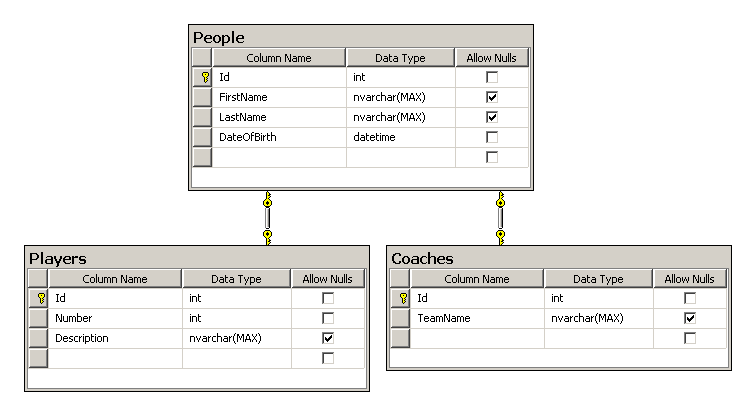 People
Column Name Data Type Allow Nulls
Id int
FirstName nvarchar(MAX)
LastName nvarchar(MAX)
DateOfBirth datetime
Players
Column Name Data Type Allow Nulls
Id int
Number int
Description nvarchar(MAX)
Coaches
Column Name Data Type Allow Nulls
Id int
TeamName nvarchar(MAX)